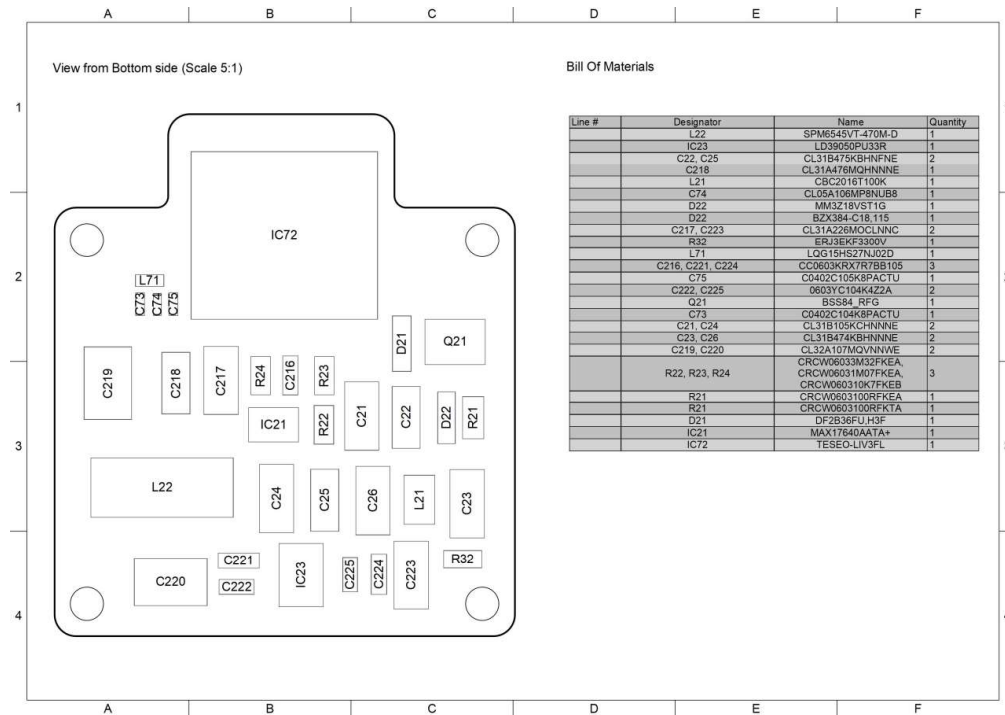 A B C D E F
View from Bottom side (Scale 5:1)
Bill Of Materials
1
2
3
4
IC72
L71
C73 C74 C75
D21
Q21
C219
C218
C217
R24
C216
R23
IC21
R22
C21
C22
D22
R21
L22
C24
C25
C26
L21
C23
C220
C221
C222
IC23
C225
C224
C223
R32
Line # Designator Name Quantity
L22 SPM6545VT-470M-D 1
IC23 LD39050PU33R 1
C22, C25 CL31B475KBHNFNE 2
C218 CL31A476MQHNNNE 1
L21 CBC2016T100K 1
C74 CL05A106MP8NUB8 1
D22 MM3Z18VST1G 1
D22 BZX384-C18,115 1
C217, C223 CL31A226MOCLNNC 2
R32 ERJ3EKF3300V 1
L71 LQG15HS27NJ02D 1
C216, C221, C224 CC0603KRX7R7BB105 3
C75 C0402C105K8PACTU 1
C222, C225 0603YC104K4Z2A 2
Q21 BSS84_RFG 1
C73 C0402C104K8PACTU 1
C21, C24 CL31B105KCHNNNE 2
C23, C26 CL31B474KBHNNNE 2
C219, C220 CL32A107MQVNNWE 2
CRCW06033M32FKEA,
R22, R23, R24 CRCW06031M07FKEA, 3
CRCW060310K7FKEB
R21 CRCW0603100RFKEA 1
R21 CRCW0603100RFKTA 1
D21 DF2B36FU,H3F 1
IC21 MAX17640AATA+ 1
IC72 TESEO-LIV3FL 1
A B C D E F